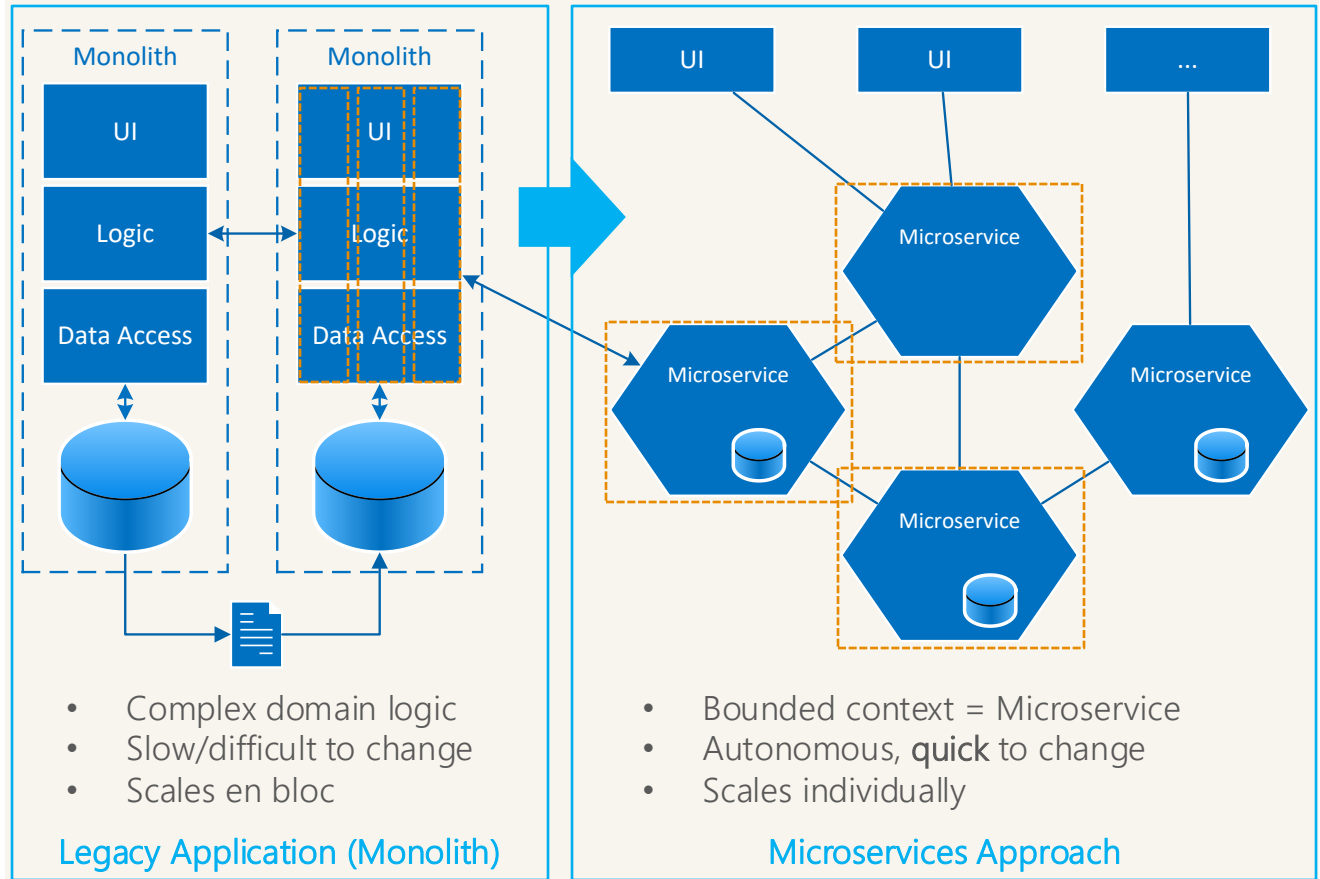 Monolith
UI
Logic
Data Access
Monolith
UI
Logic
Data Access
• Complex domain logic
• Slow/difficult to change
• Scales en bloc
Legacy Application (Monolith)
UI
UI
...
Microservice
Microservice
Microservice
Microservice
• Bounded context = Microservice
• Autonomous, quick to change
• Scales individually
Microservices Approach